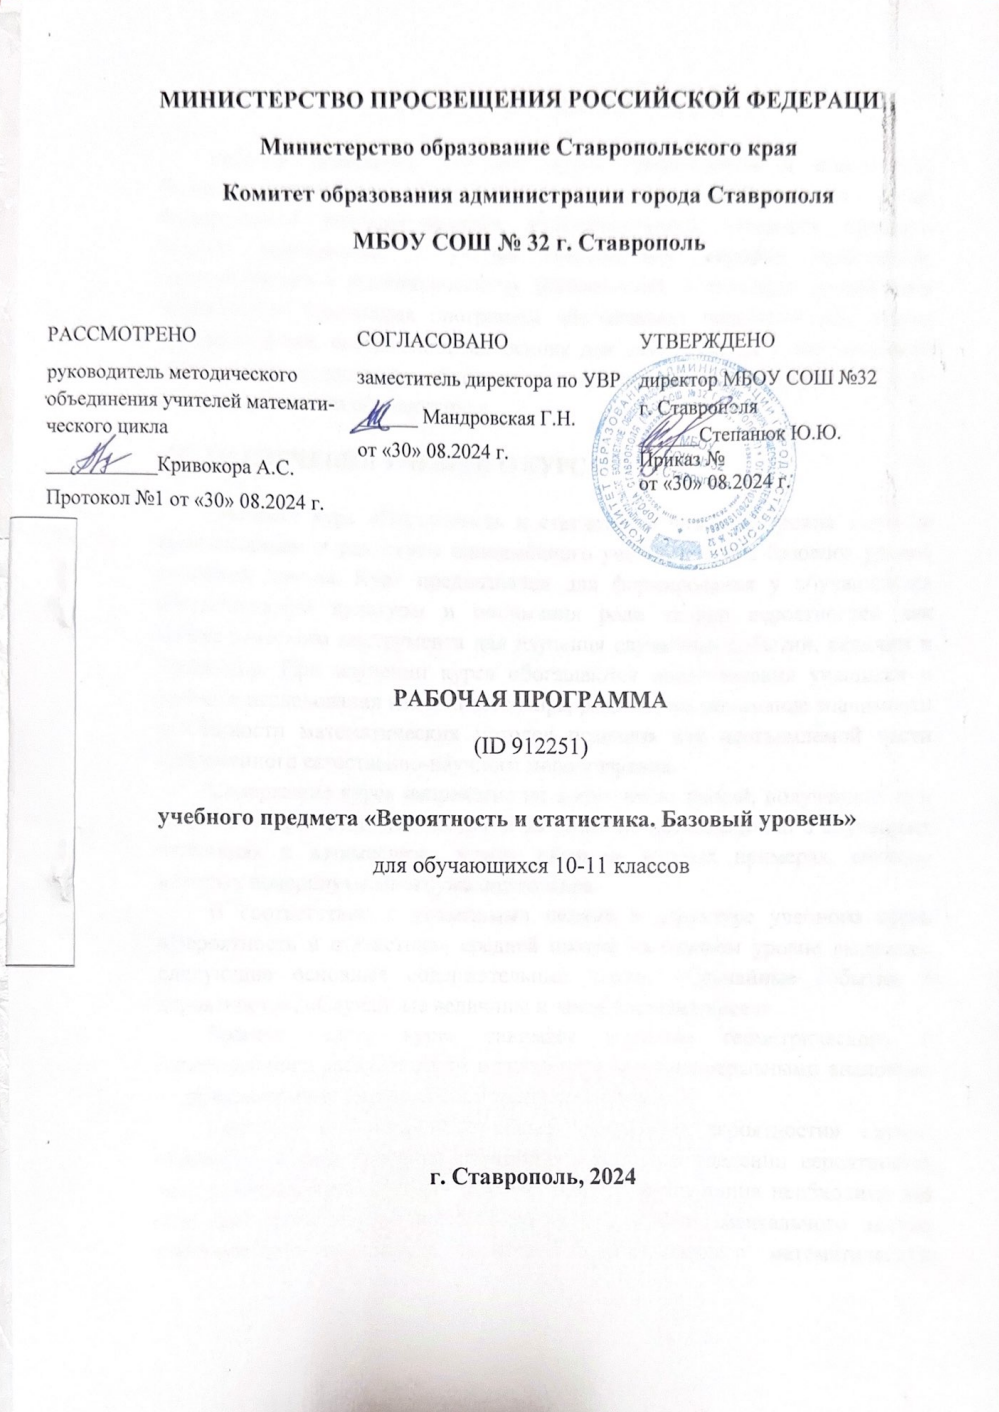 МИНИСТЕРСТВО ПРОСВЕЩЕНИЯ РОССИЙСКОЙ ФЕДЕРАЦИ
Министерство образование Ставропольского края
Комитет образования администрации города Ставрополя
МБОУ СОШ № 32 г. Ставрополь
РАССМОТРЕНО
руководитель методического
объединения учителей математи-
ческого цикла
___________Кривокора А.С.
Протокол №1 от «30» 08.2024 г.
СОГЛАСОВАНО
заместитель директора по УВР
______ Мандровская Г.Н.
от «30» 08.2024 г.
УТВЕРЖДЕНО
директор МБОУ СОШ №32
г. Ставрополя
______Степанюк Ю.Ю.
Приказ №
от «30» 08.2024 г.
РАБОЧАЯ ПРОГРАММА
(ID 912251)
учебного предмета «Вероятность и статистика. Базовый уровень»
для обучающихся 10-11 классов
г. Ставрополь, 2024